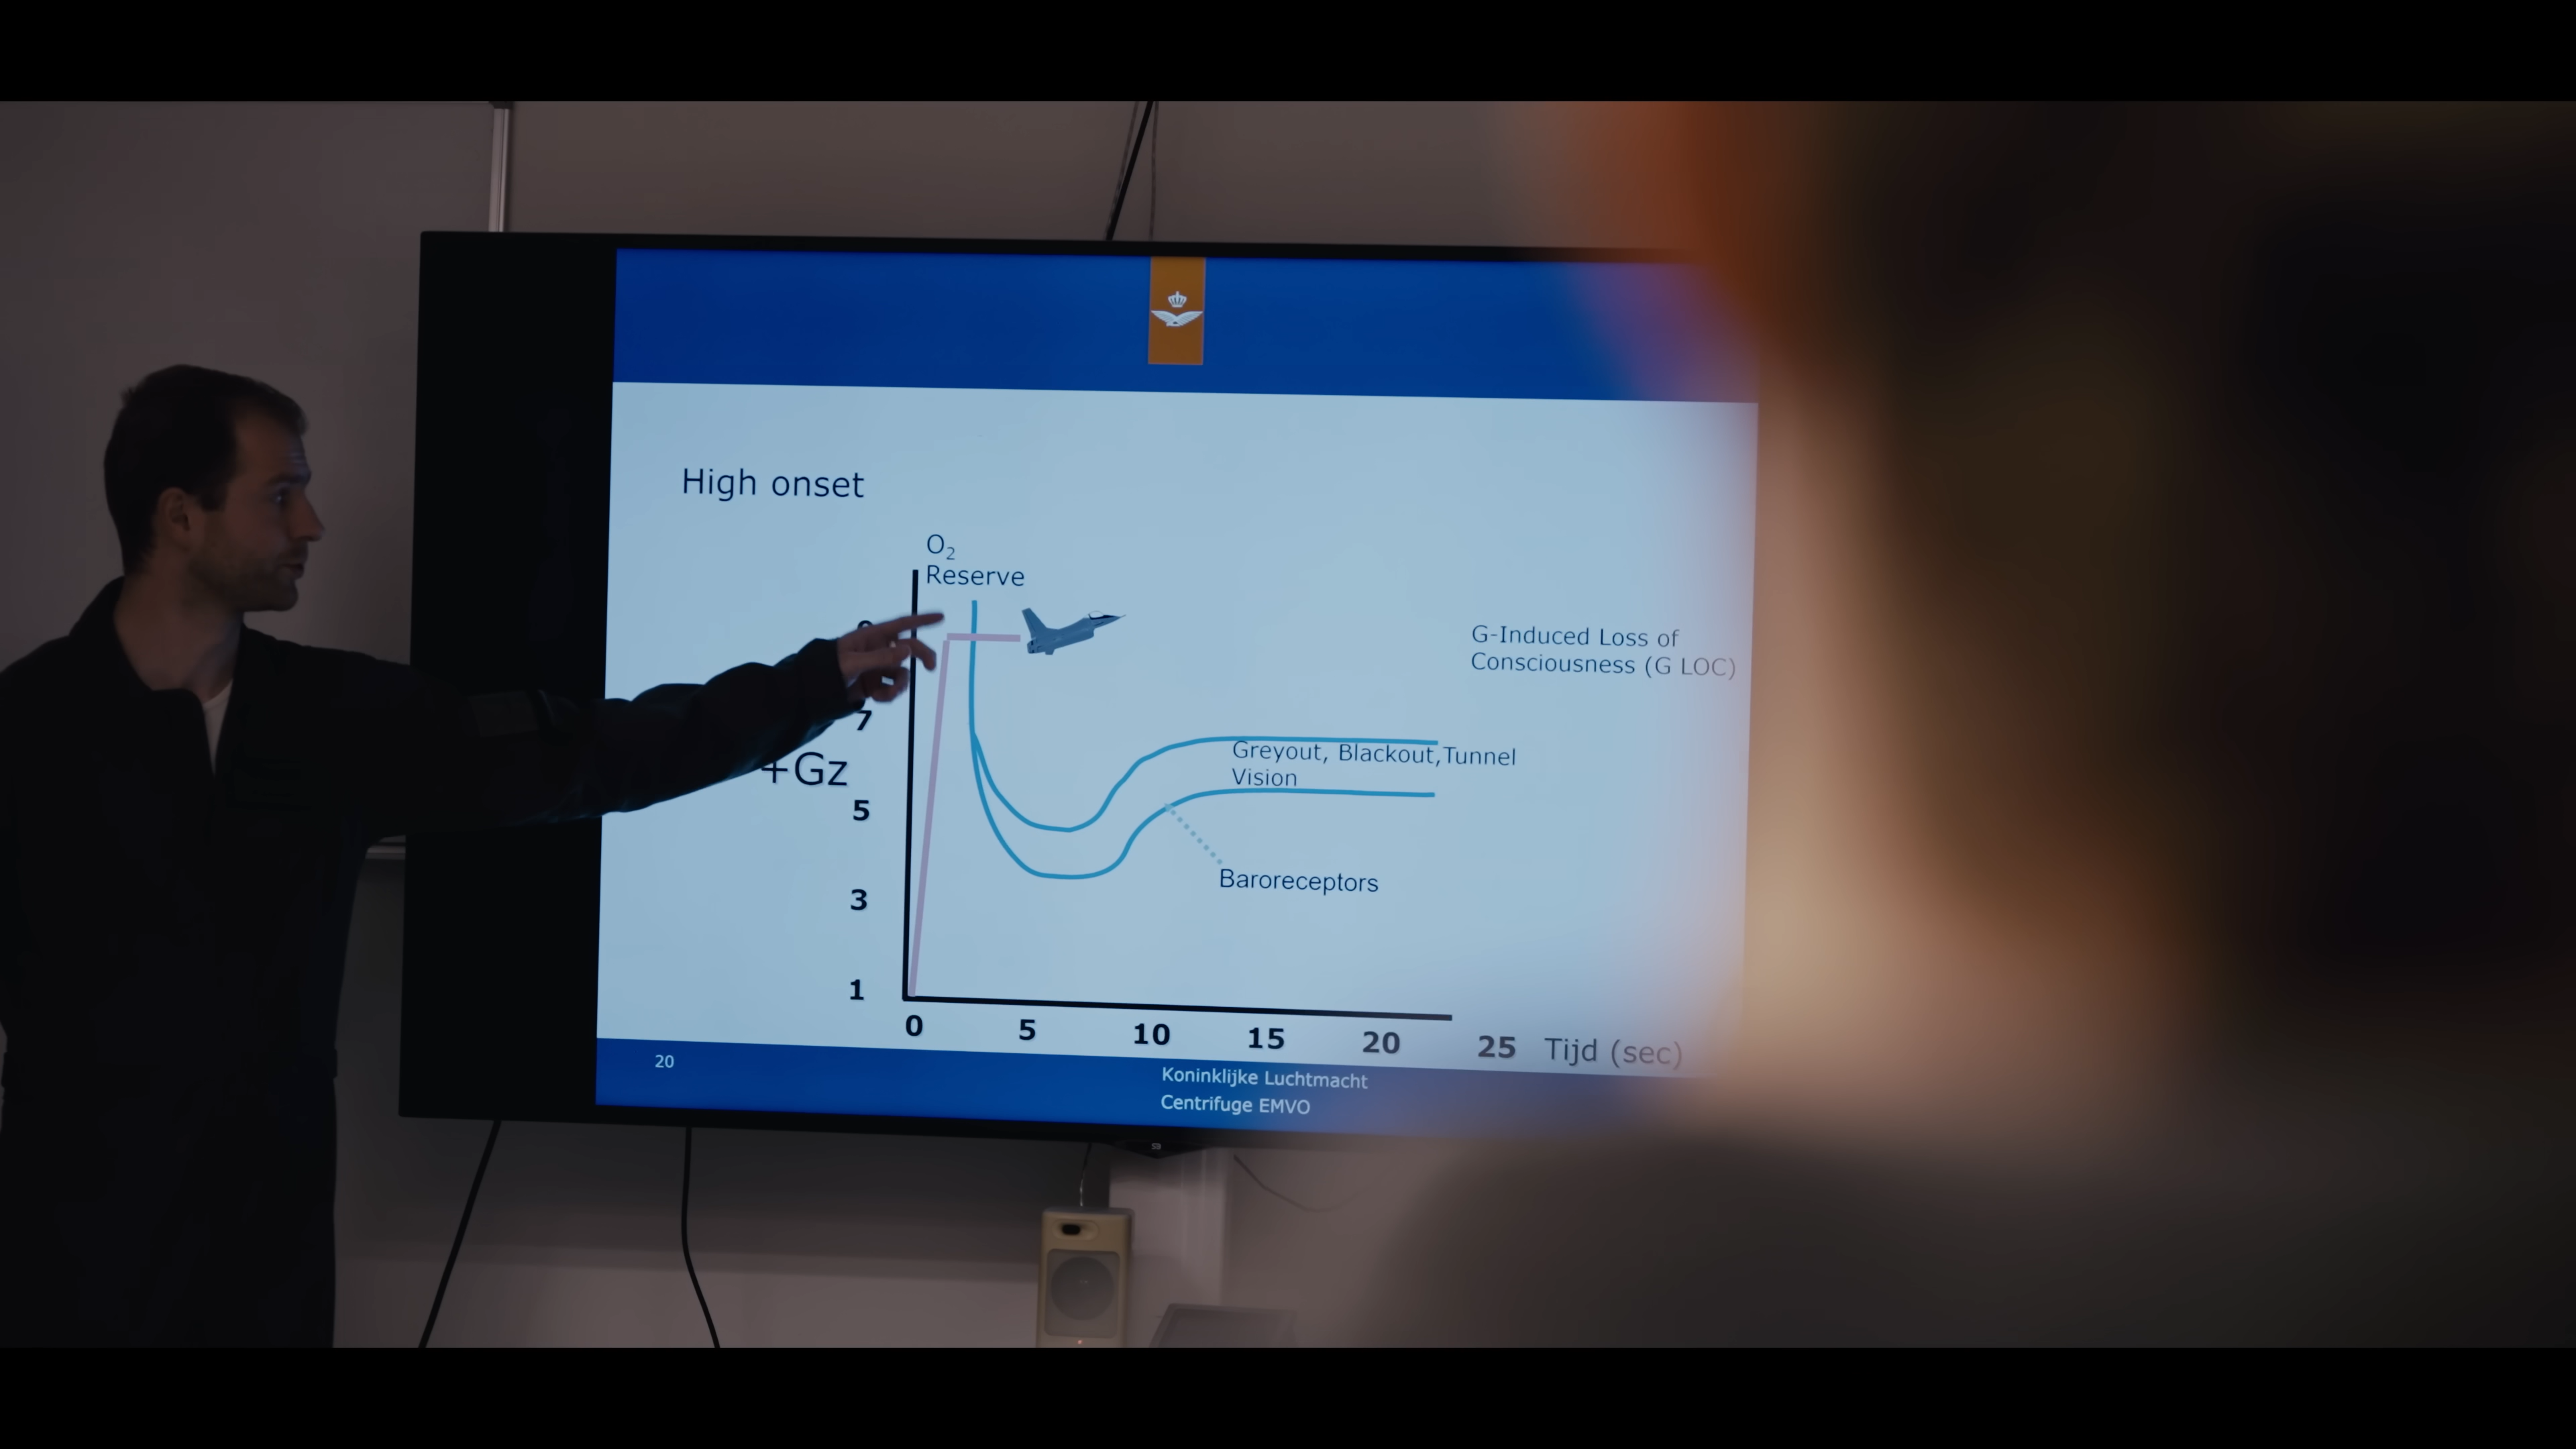 High onset
O2
Reserve
G-Induced Loss of
Consciousness (G LOC)
7
+Gz
Greyout, Blackout,Tunnel
Vision
5
Baroreceptors
3
1
0 5 10 15 20 25 Tijd (sec)
20
Koninklijke Luchtmacht
Centrifuge EMVO